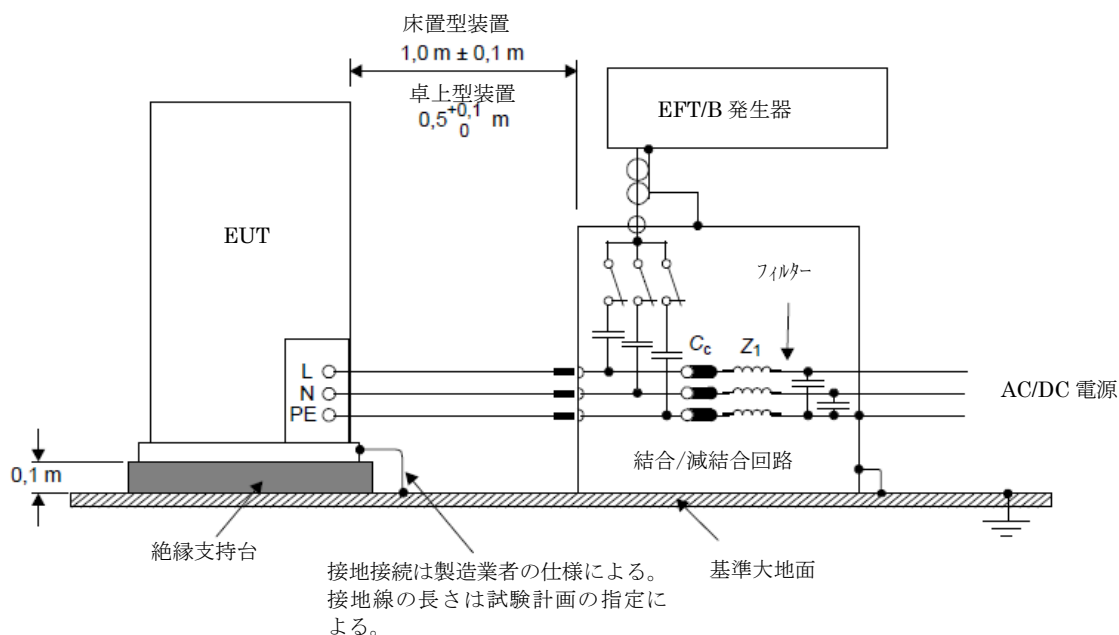 床置型装置
1,0 m ± 0,1 m
卓上型装置
0,5 +0,1 0 m
EFT/B 発生器
EUT
フィルター
Cc Z1
L
N
PE
AC/DC 電源
結合/減結合回路
0,1 m
絶縁支持台
接地接続は製造業者の仕様による。
接地線の長さは試験計画の指定に
よる。
基準大地面